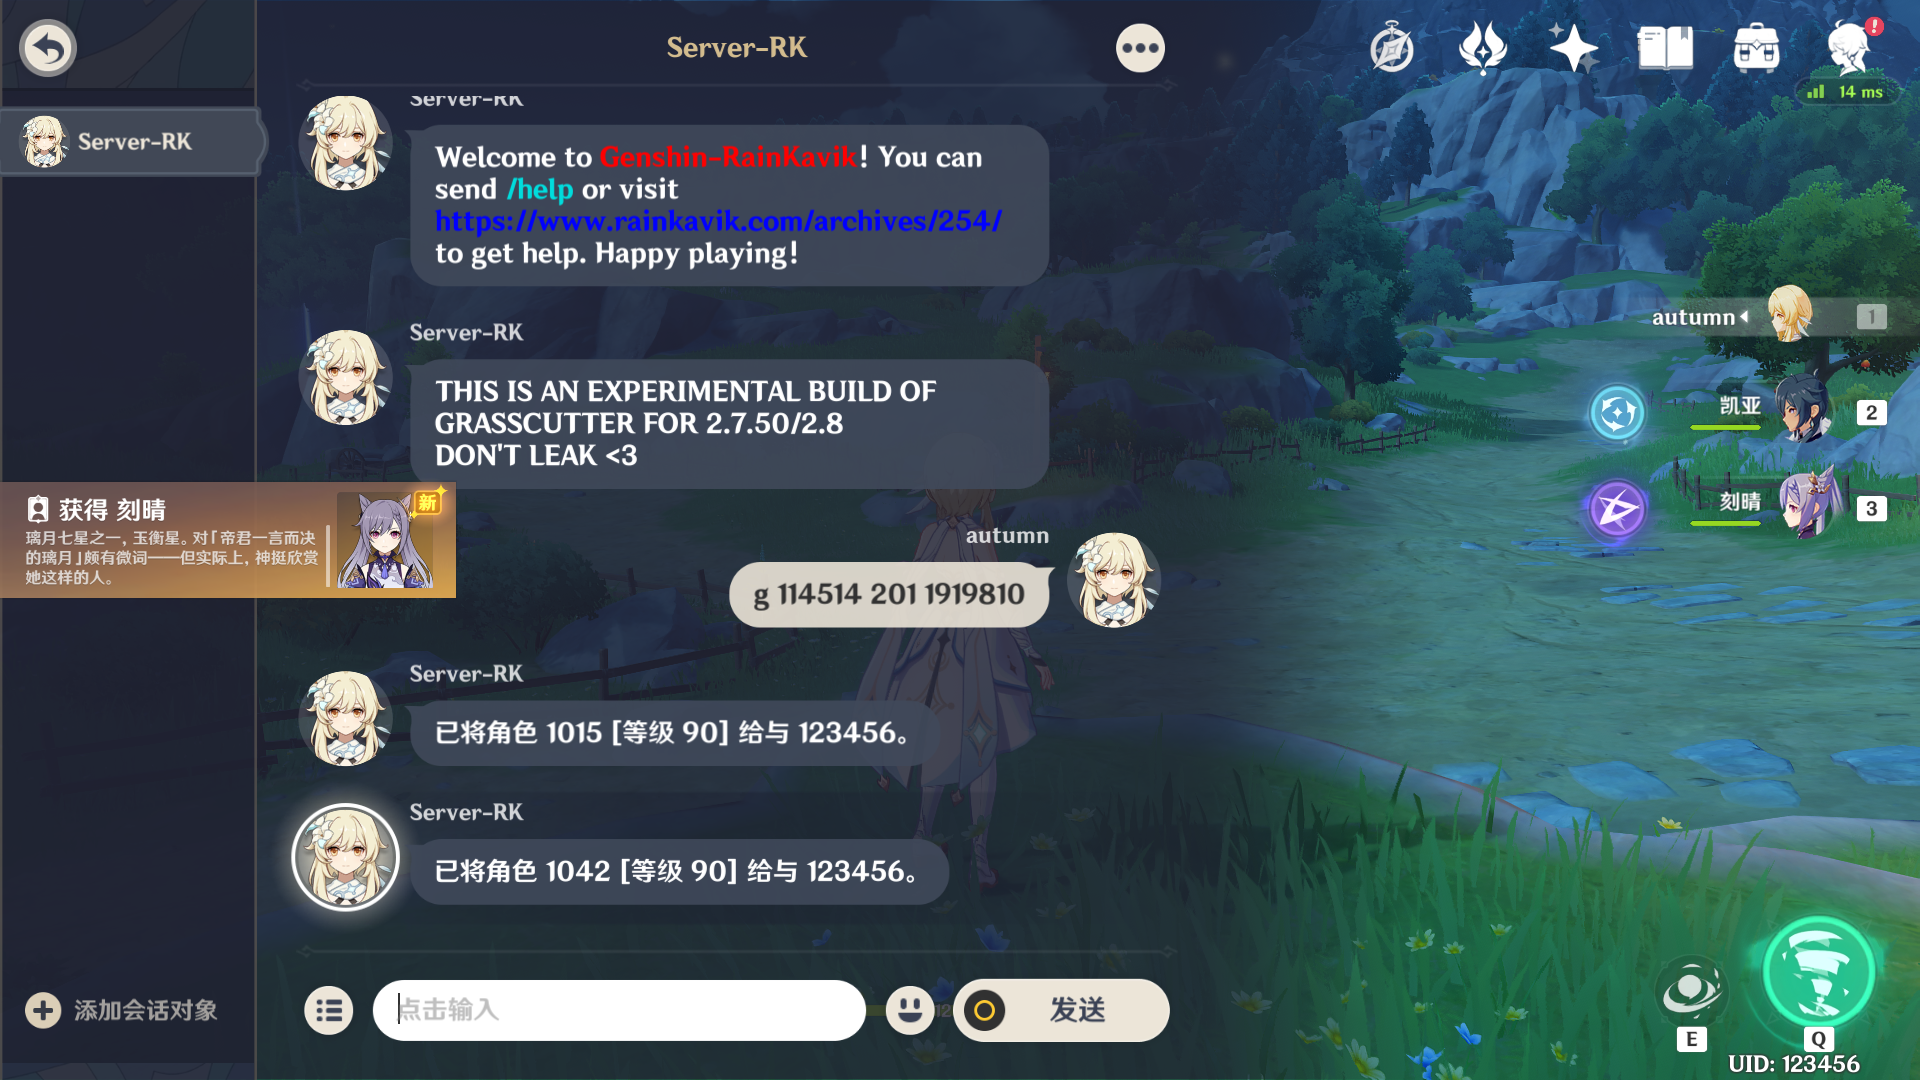 Server-RK
Server-RK
14 ms
Server-RK
Welcome to Genshin-RainKavik! You can
send /help or visit
https://www.rainkavik.com/archives/254/
to get help. Happy playing!
Server-RK
THIS IS AN EXPERIMENTAL BUILD OF
GRASSCUTTER FOR 2.7.50/2.8
DON'T LEAK <3
autumn
1
凯亚
2
刻晴
3
获得 刻晴
新
璃月七星之一，玉衡星。对「帝君一言而决
的璃月」颇有微词——但实际上，神挺欣赏
她这样的人。
autumn
g 114514 201 1919810
Server-RK
已将角色 1015 [等级 90] 给与 123456。
Server-RK
已将角色 1042 [等级 90] 给与 123456。
添加会话对象
点击输入
发送
E
Q
UID: 123456